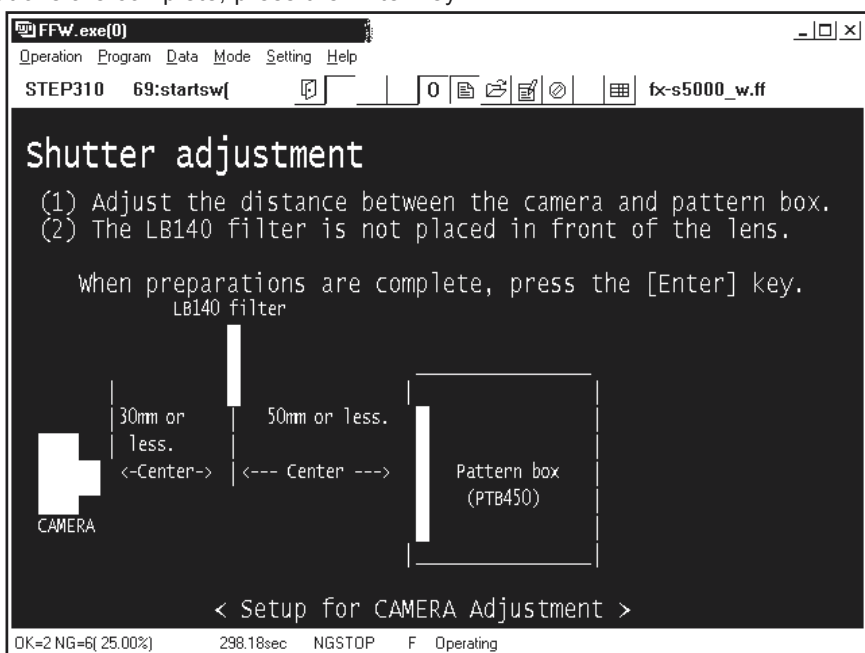 FFW.exe(0)
Operation Program Data Mode Setting Help
STEP310 69:startsw( 0 fx-s5000_w.ff
Shutter adjustment
(1) Adjust the distance between the camera and pattern box.
(2) The LB140 filter is not placed in front of the lens.
When preparations are complete, press the [Enter] key.
LB140 filter
30mm or 50mm or less.
less.
<-Center-> <--- Center ---> Pattern box
(PTB450)
CAMERA
< Setup for CAMERA Adjustment >
OK=2 NG=6( 25.00%) 298.18sec NGSTOP F Operating